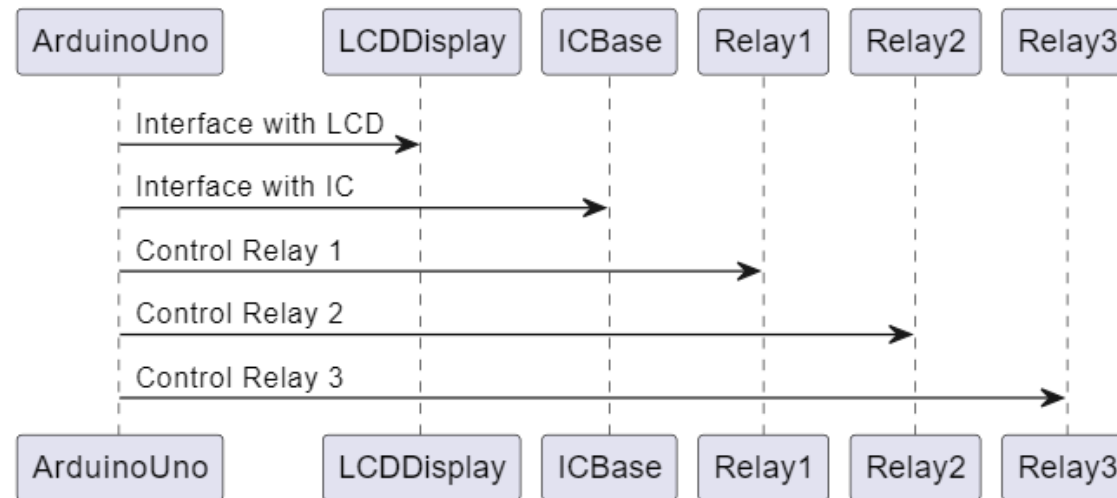 ArduinoUno LCDDisplay ICBase Relay1 Relay2 Relay3
Interface with LCD
Interface with IC
Control Relay 1
Control Relay 2
Control Relay 3
ArduinoUno LCDDisplay ICBase Relay1 Relay2 Relay3